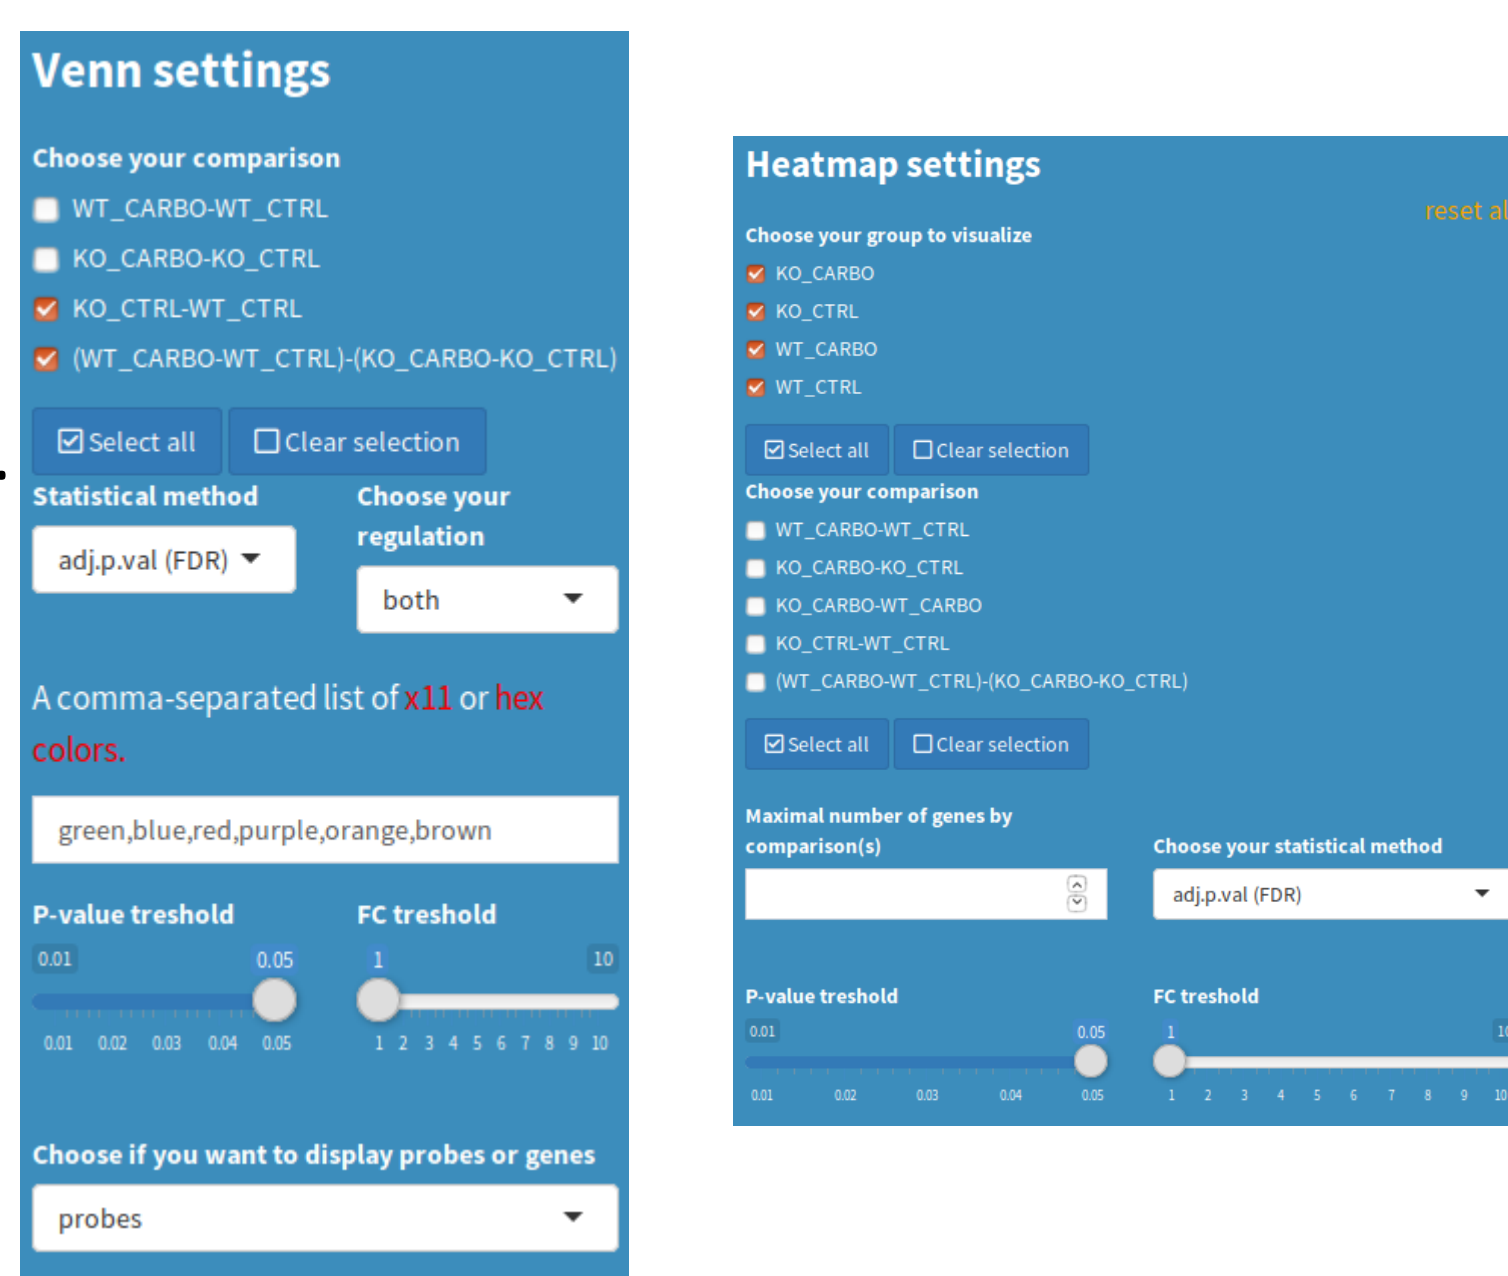 Venn settings
Choose your comparison
WT_CARBO-WT_CTRL
KO_CARBO-KO_CTRL
KO_CTRL-WT_CTRL
(WT_CARBO-WT_CTRL)-(KO_CARBO-KO_CTRL)
Select all Clear selection
Statistical method
adj.p.val (FDR)
Choose your
regulation
both
A comma-separated list of x11 or hex
colors.
green,blue,red,purple,orange,brown
P-value treshold
0.01 0.05
0.01 0.02 0.03 0.04 0.05
FC treshold
1 10
1 2 3 4 5 6 7 8 9 10
Choose if you want to display probes or genes
probes
Heatmap settings
reset al
Choose your group to visualize
KO_CARBO
KO_CTRL
WT_CARBO
WT_CTRL
Select all Clear selection
Choose your comparison
WT_CARBO-WT_CTRL
KO_CARBO-KO_CTRL
KO_CARBO-WT_CARBO
KO_CTRL-WT_CTRL
(WT_CARBO-WT_CTRL)-(KO_CARBO-KO_CTRL)
Select all Clear selection
Maximal number of genes by
comparison(s)
Choose your statistical method
adj.p.val (FDR)
P-value treshold
0.01 0.05
0.01 0.02 0.03 0.04 0.05
FC treshold
1 10
1 2 3 4 5 6 7 8 9 10